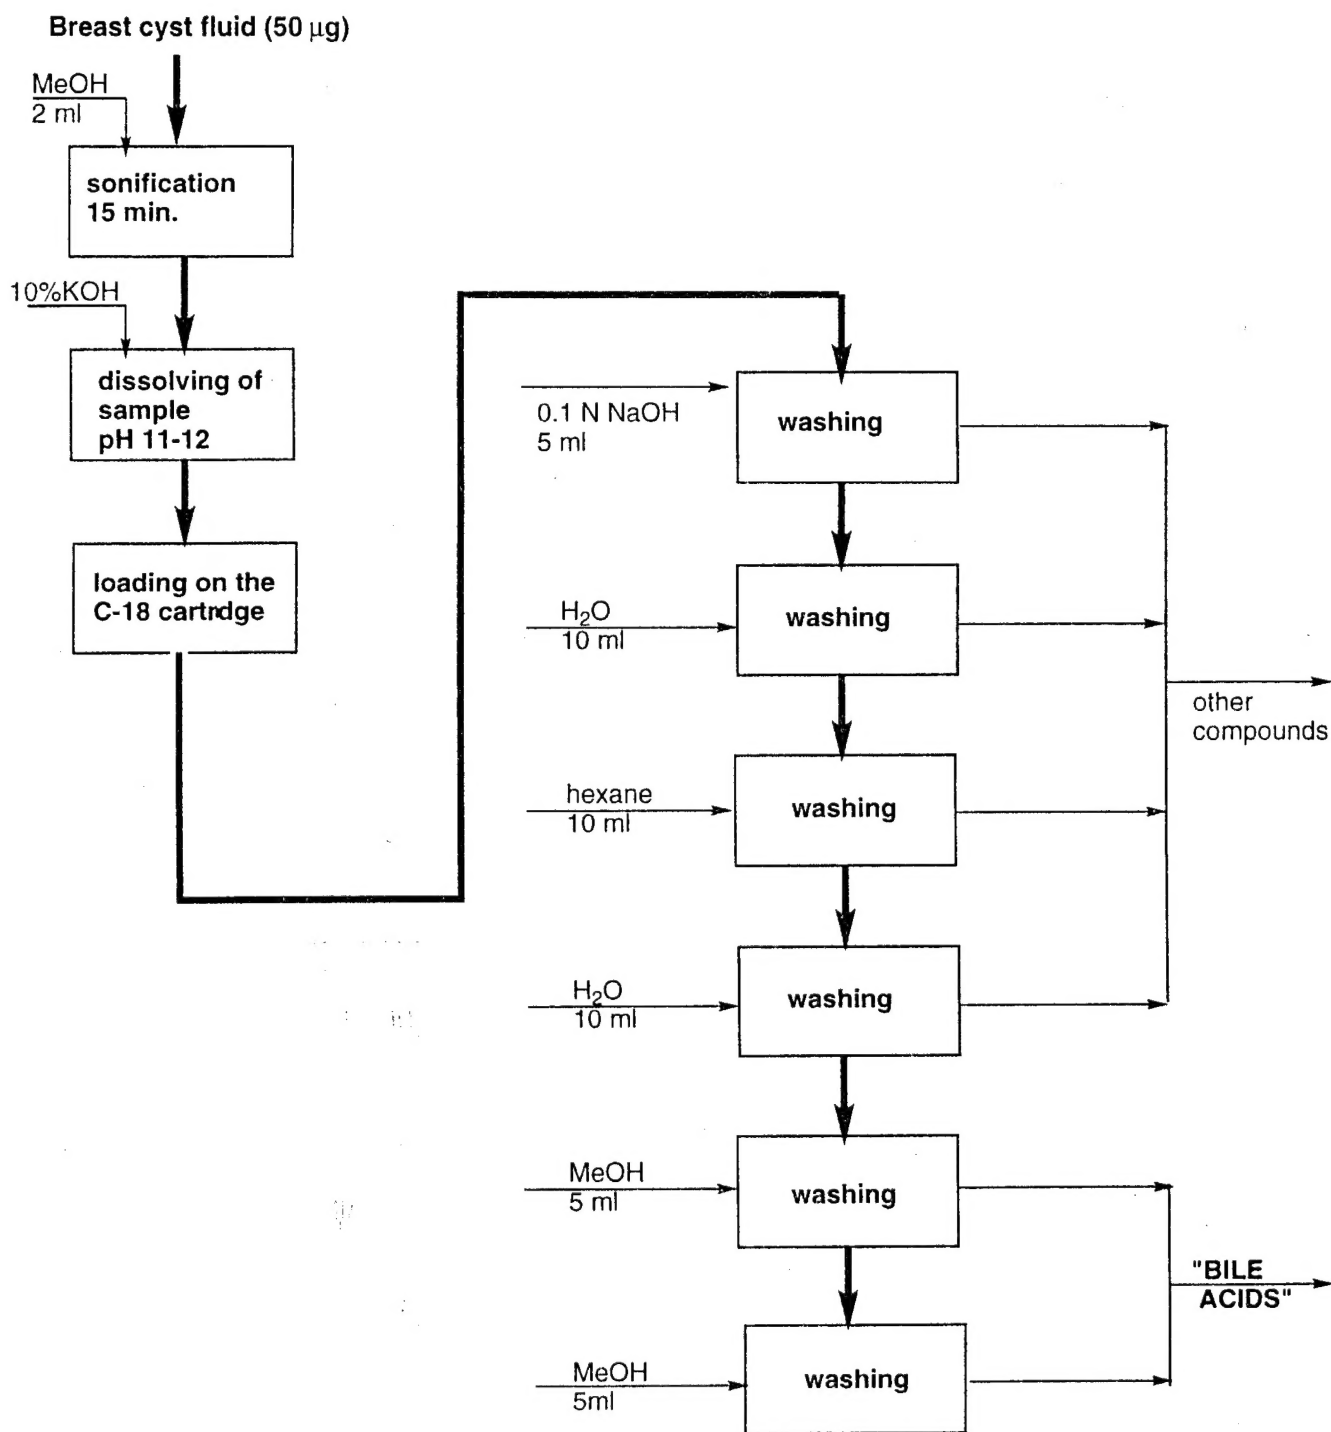 Breast cyst fluid (50 µg)
MeOH
2 ml
sonification
15 min.
10%KOH
dissolving of
sample
pH 11-12
loading on the
C-18 cartridge
0.1 N NaOH
5 ml
washing
H₂O
10 ml
washing
other
compounds
hexane
10 ml
washing
H₂O
10 ml
washing
MeOH
5 ml
washing
"BILE
ACIDS"
MeOH
5ml
washing